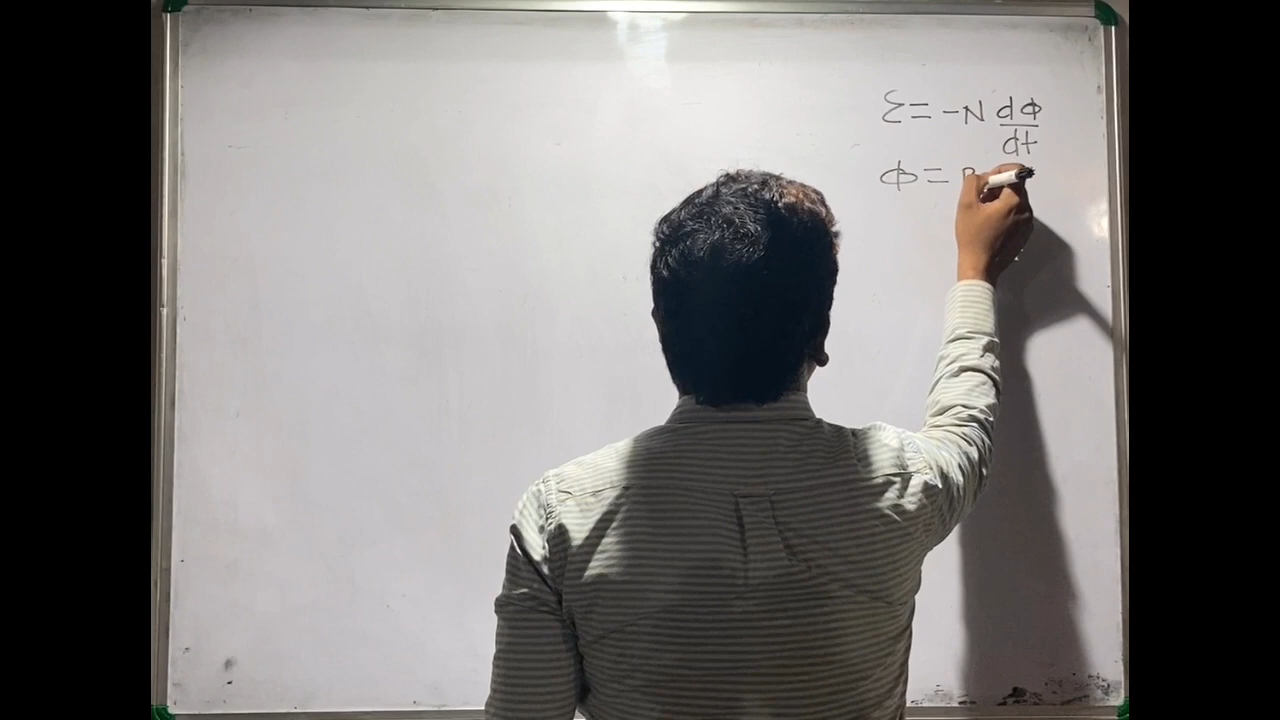 ε = -N dΦ/dt
Φ = B